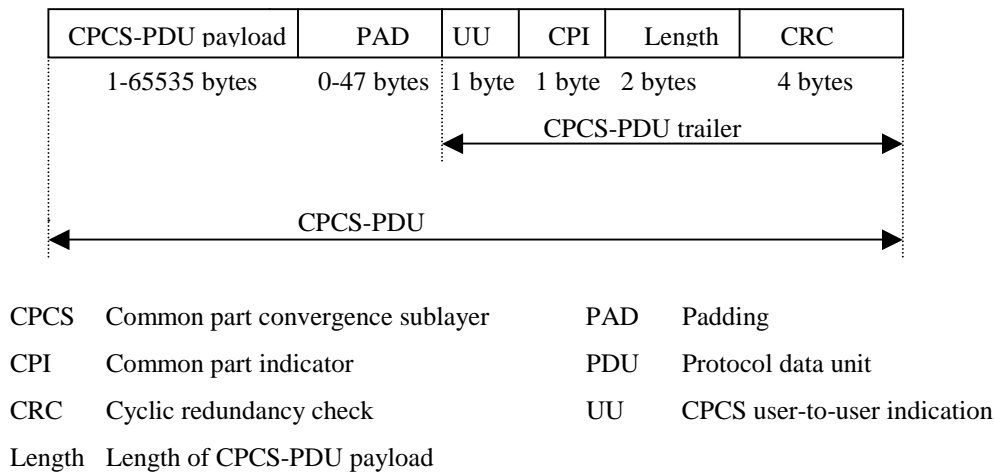 CPCS-PDU payload PAD UU CPI Length CRC
1-65535 bytes 0-47 bytes 1 byte 1 byte 2 bytes 4 bytes
CPCS-PDU trailer
CPCS-PDU
CPCS Common part convergence sublayer PAD Padding
CPI Common part indicator PDU Protocol data unit
CRC Cyclic redundancy check UU CPCS user-to-user indication
Length Length of CPCS-PDU payload